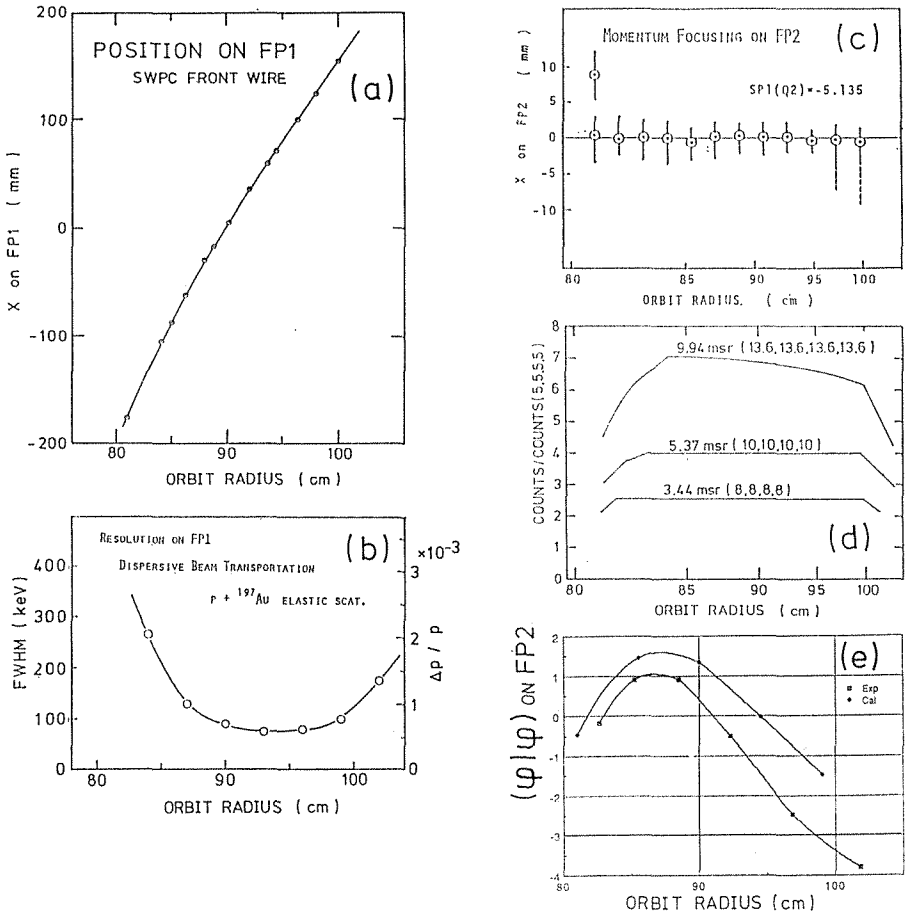 200
100
0
-100
-200
X on FP1 (mm)
POSITION ON FP1
SWPC FRONT WIRE
(a)
80
90
100
ORBIT RADIUS (cm)
RESOLUTION ON FP1
(b)
DISPERSIVE BEAM TRANSPORTATION
P + 197Au ELASTIC SCAT.
×10-3
FWHM (keV)
400
300
200
100
0
3
2
1
0
Δp / p
80
90
100
ORBIT RADIUS (cm)
MOMENTUM FOCUSING ON FP2
(c)
SP1(Q2)=-5.135
X on FP2 (mm)
10
5
0
-5
-10
80
85
90
95
100
ORBIT RADIUS. (cm)
COUNTS/COUNTS(5,5,5,5)
8
7
6
5
4
3
2
1
0
9.94 msr (13.6,13.6,13.6,13.6)
5.37 msr (10,10,10,10)
3.44 msr (8,8,8,8)
(d)
80
85
90
95
100
ORBIT RADIUS (cm)
(φ|φ) ON FP2
2
1
0
-1
-2
-3
-4
(e)
Exp
Cal
80
90
100
ORBIT RADIUS (cm)